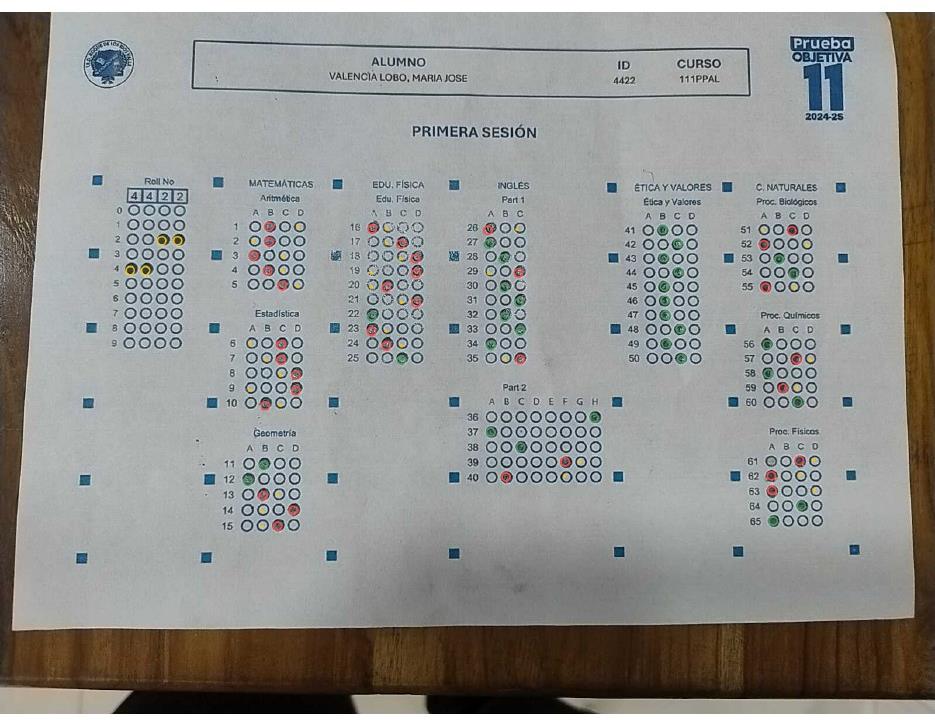 Prueba
OBJETIVA
11
2024-25
ALUMNO ID CURSO
VALENCIA LOBO, MARIA JOSE 4422 111PPAL
PRIMERA SESIÓN
Roll No
4 4 2 2
0
1
2
3
4
5
6
7
8
9
MATEMÁTICAS
Aritmética
A B C D
1
2
3
4
5
Estadística
A B C D
6
7
8
9
10
Geometría
A B C D
11
12
13
14
15
EDU. FÍSICA
Edu. Física
A B C D
16
17
18
19
20
21
22
23
24
25
INGLÉS
Part 1
A B C
26
27
28
29
30
31
32
33
34
35
Part 2
A B C D E F G H
36
37
38
39
40
ÉTICA Y VALORES
Ética y Valores
A B C D
41
42
43
44
45
46
47
48
49
50
C. NATURALES
Proc. Biológicos
A B C D
51
52
53
54
55
Proc. Químicos
A B C D
56
57
58
59
60
Proc. Físicos
A B C D
61
62
63
64
65